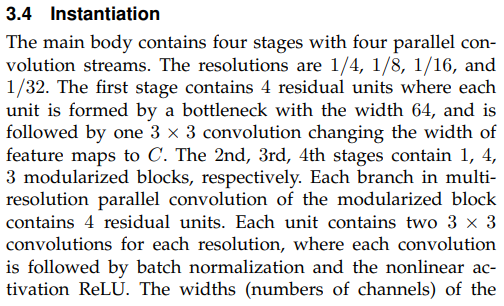 3.4 Instantiation
The main body contains four stages with four parallel con-
volution streams. The resolutions are 1/4, 1/8, 1/16, and
1/32. The first stage contains 4 residual units where each
unit is formed by a bottleneck with the width 64, and is
followed by one 3 × 3 convolution changing the width of
feature maps to C. The 2nd, 3rd, 4th stages contain 1, 4,
3 modularized blocks, respectively. Each branch in multi-
resolution parallel convolution of the modularized block
contains 4 residual units. Each unit contains two 3 × 3
convolutions for each resolution, where each convolution
is followed by batch normalization and the nonlinear ac-
tivation ReLU. The widths (numbers of channels) of the